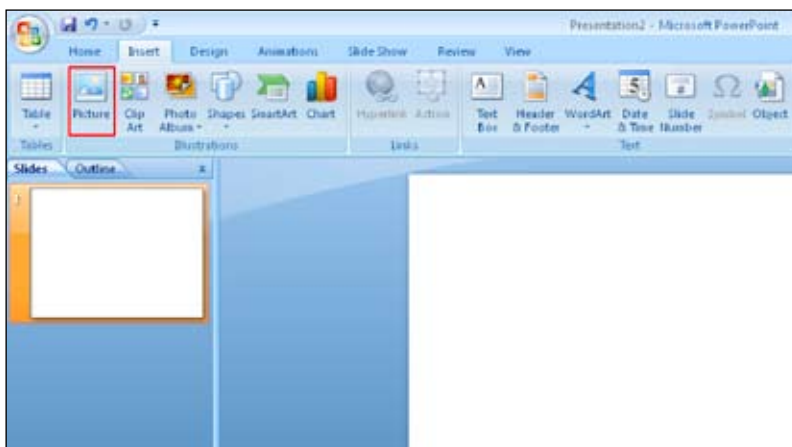 Presentation2 - Microsoft PowerPoint
Home Insert Design Animations Slide Show Review View
Table Picture Clip Art Photo Album Shapes SmartArt Chart Hyperlink Action Text Box Header & Footer WordArt Date & Time Slide Number Symbol Object
Tables Illustrations Links Text
Slides Outline x
1